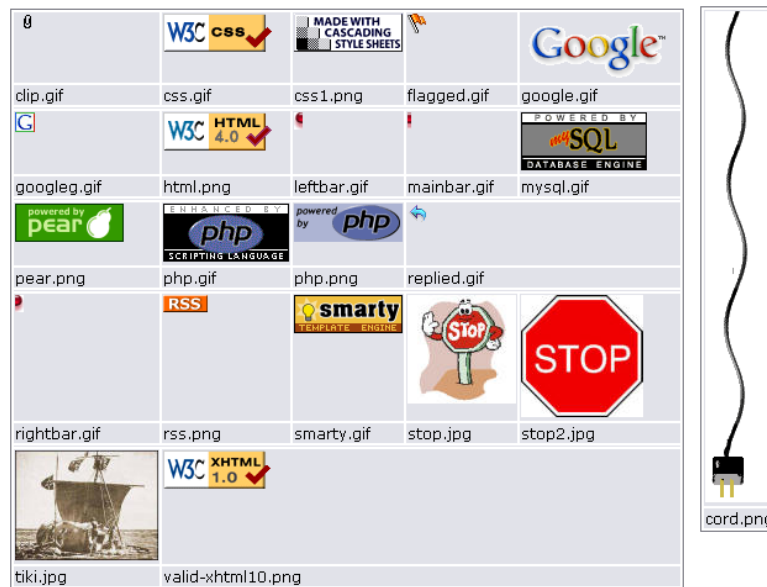 W3C css
MADE WITH
CASCADING
STYLE SHEETS
Google™
clip.gif
css.gif
css1.png
flagged.gif
google.gif
G
W3C HTML
4.0
POWERED BY
mySQL
DATABASE ENGINE
googleg.gif
html.png
leftbar.gif
mainbar.gif
mysql.gif
powered by
pear
ENHANCED BY
php
SCRIPTING LANGUAGE
powered
by php
pear.png
php.gif
php.png
replied.gif
RSS
smarty
TEMPLATE ENGINE
STOP
STOP
rightbar.gif
rss.png
smarty.gif
stop.jpg
stop2.jpg
W3C XHTML
1.0
tiki.jpg
valid-xhtml10.png
cord.png